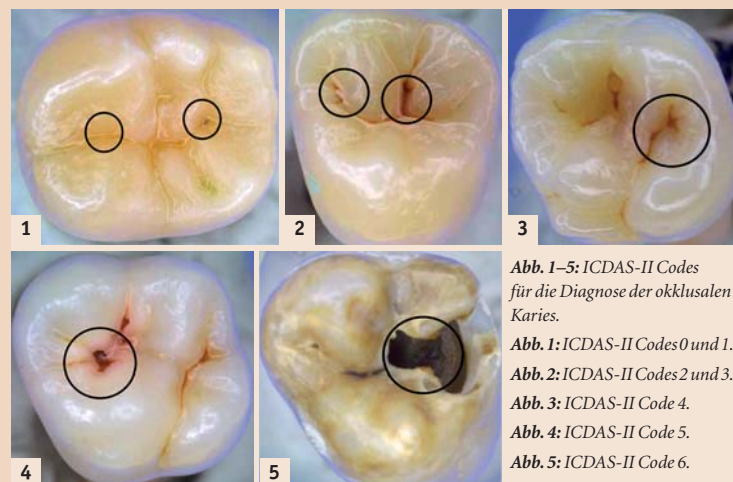 1
2
3
4
5
Abb. 1–5: ICDAS-II Codes
für die Diagnose der okklusalen
Karies.
Abb. 1: ICDAS-II Codes 0 und 1.
Abb. 2: ICDAS-II Codes 2 und 3.
Abb. 3: ICDAS-II Code 4.
Abb. 4: ICDAS-II Code 5.
Abb. 5: ICDAS-II Code 6.